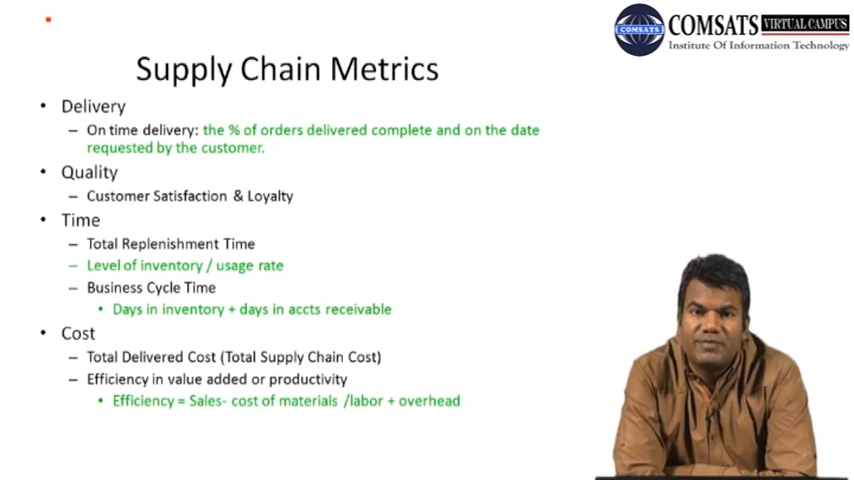 COMSATS VIRTUAL CAMPUS
Institute Of Information Technology
COMSATS
Supply Chain Metrics
• Delivery
– On time delivery: the % of orders delivered complete and on the date
requested by the customer.
• Quality
– Customer Satisfaction & Loyalty
• Time
– Total Replenishment Time
– Level of inventory / usage rate
– Business Cycle Time
• Days in inventory + days in accts receivable
• Cost
– Total Delivered Cost (Total Supply Chain Cost)
– Efficiency in value added or productivity
• Efficiency = Sales- cost of materials /labor + overhead